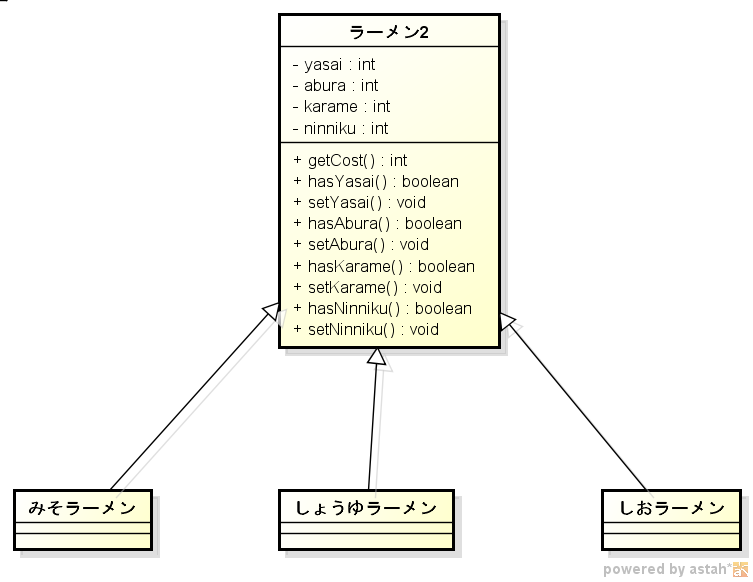 ラーメン2
- yasai : int
- abura : int
- karame : int
- ninniku : int
+ getCost() : int
+ hasYasai() : boolean
+ setYasai() : void
+ hasAbura() : boolean
+ setAbura() : void
+ hasKarame() : boolean
+ setKarame() : void
+ hasNinniku() : boolean
+ setNinniku() : void
みそラーメン
しょうゆラーメン
しおラーメン
powered by astah*